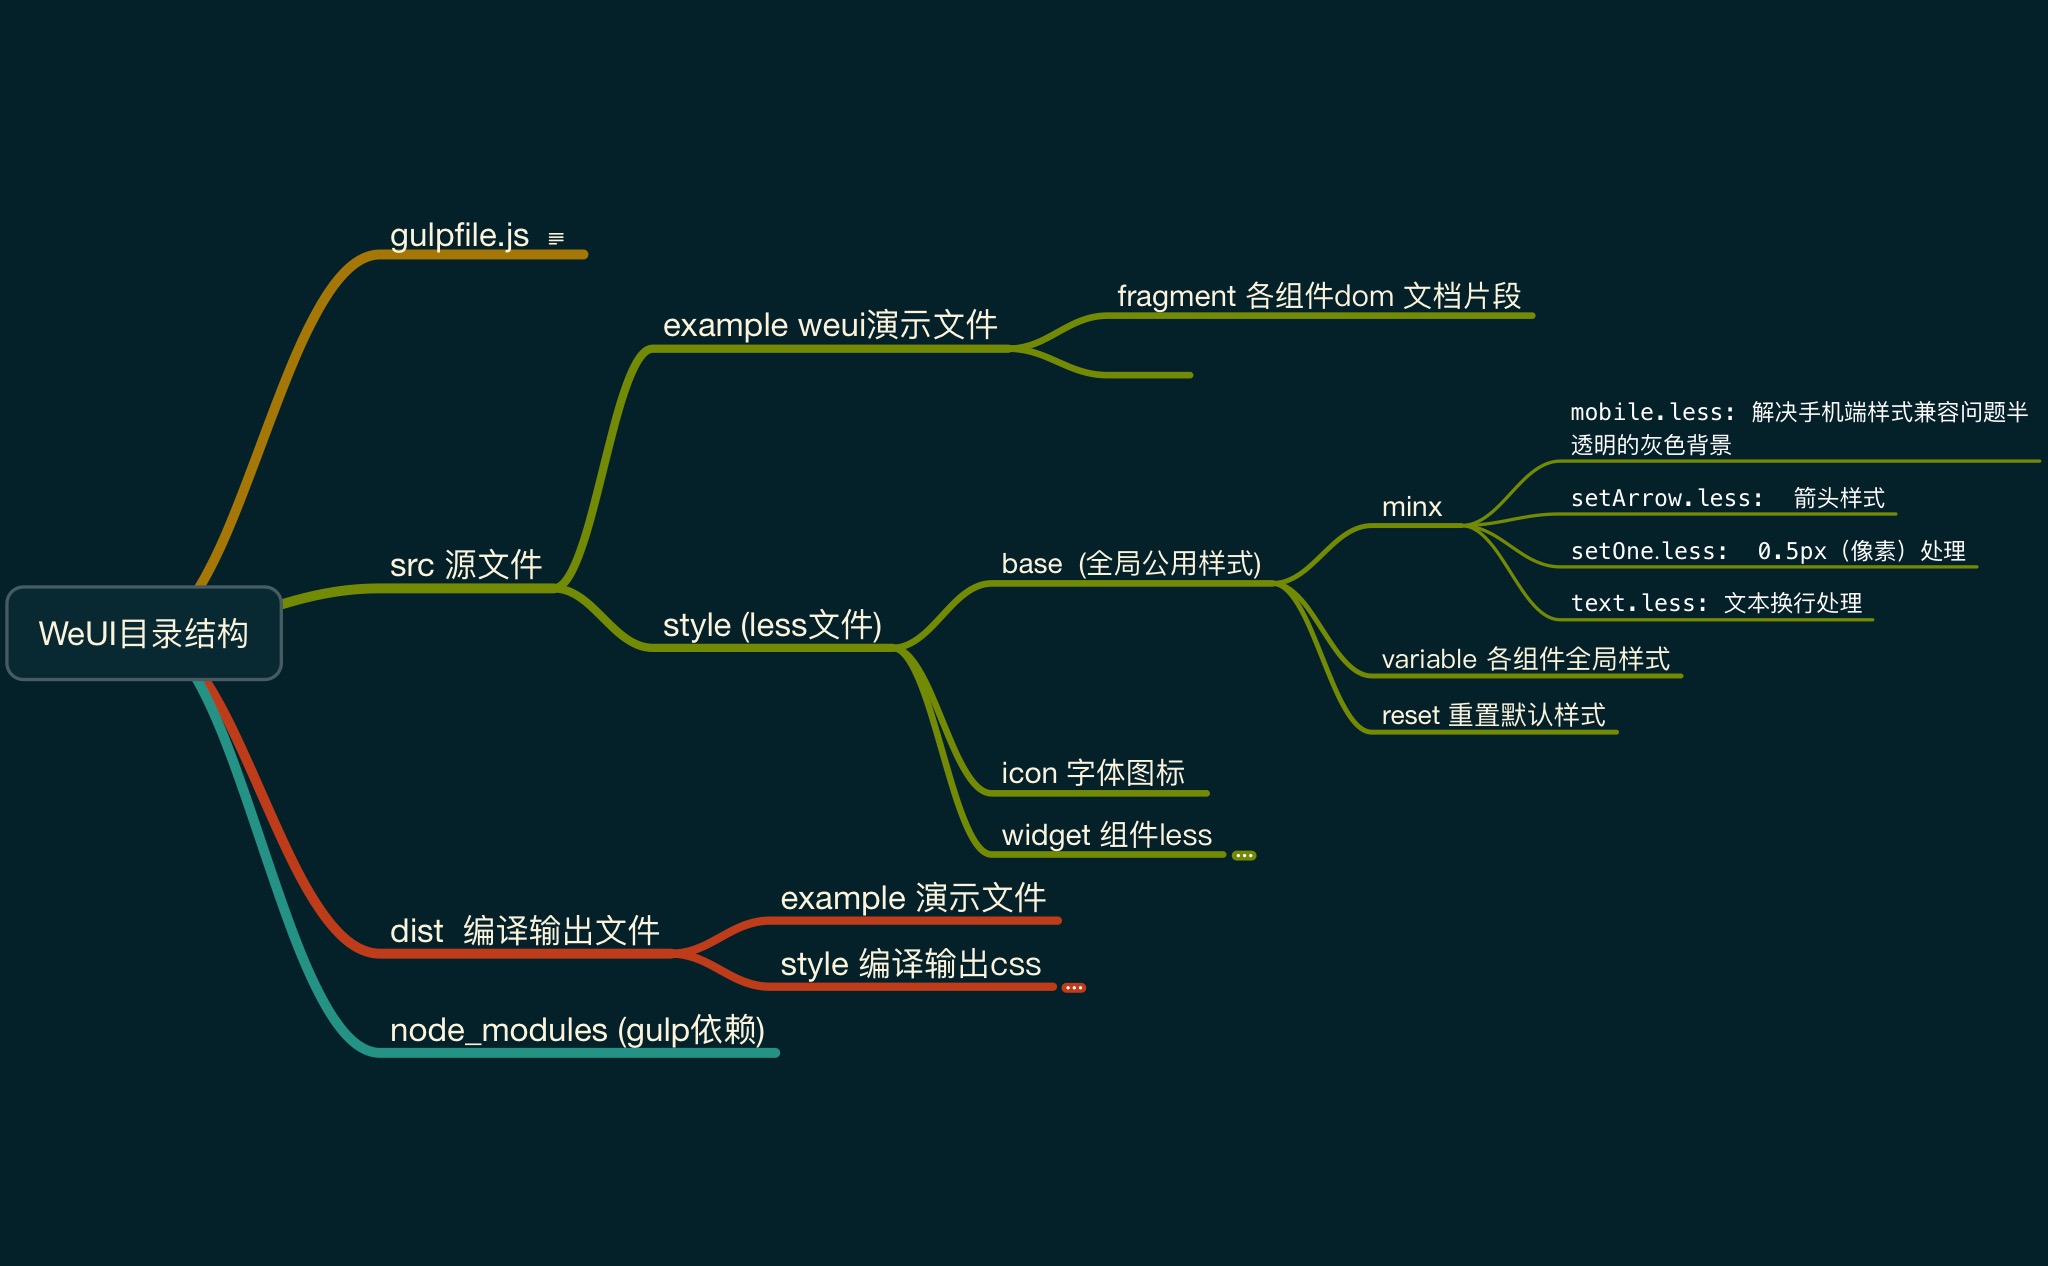 gulpfile.js
fragment 各组件dom 文档片段
example weui演示文件
mobile.less: 解决手机端样式兼容问题半
透明的灰色背景
minx
setArrow.less:  箭头样式
setOne.less:  0.5px（像素）处理
src 源文件
base  (全局公用样式)
text.less: 文本换行处理
WeUI目录结构
style (less文件)
variable 各组件全局样式
reset 重置默认样式
icon 字体图标
widget 组件less
example 演示文件
dist  编译输出文件
style 编译输出css
node_modules (gulp依赖)